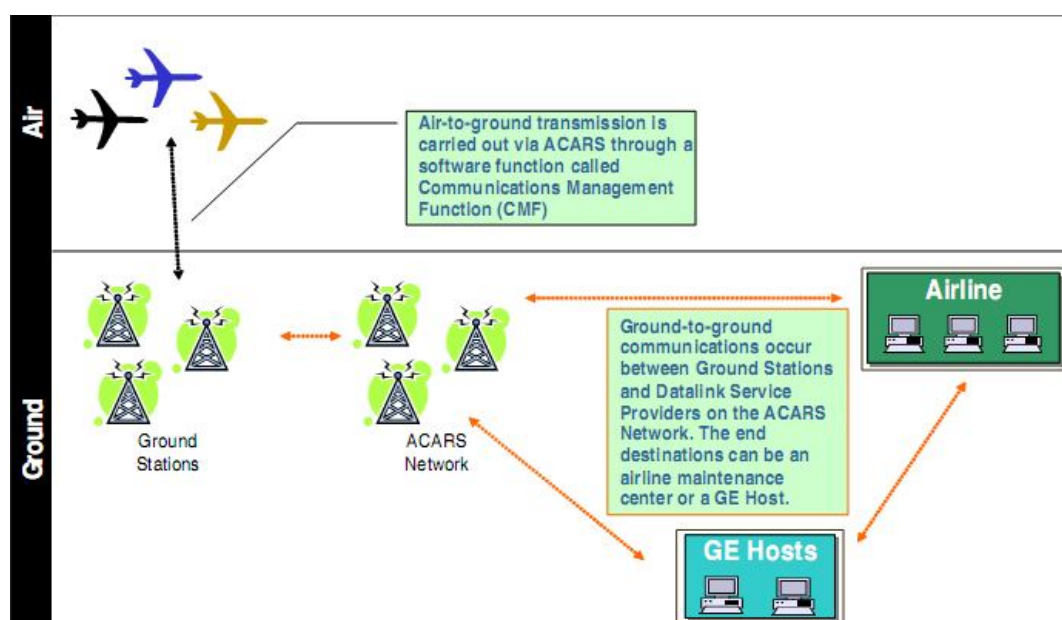 Air
Air-to-ground transmission is
carried out via ACARS through a
software function called
Communications Management
Function (CMF)
Ground
Ground
Stations
ACARS
Network
Ground-to-ground
communications occur
between Ground Stations
and Datalink Service
Providers on the ACARS
Network. The end
destinations can be an
airline maintenance
center or a GE Host.
Airline
GE Hosts